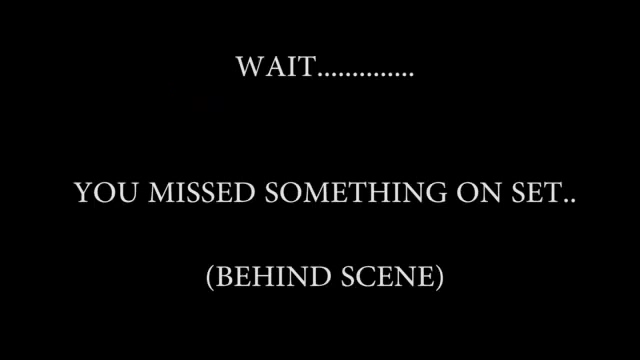 WAIT..............
YOU MISSED SOMETHING ON SET..
(BEHIND SCENE)